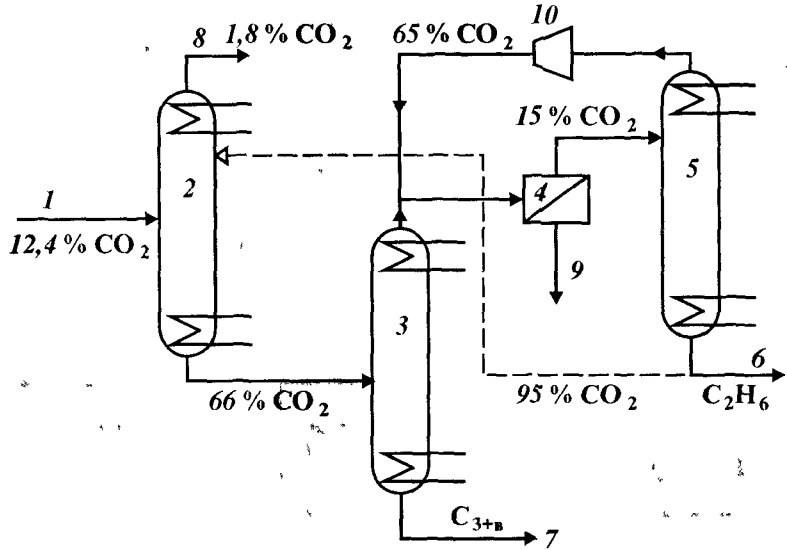 10
8 1,8 % CO₂
65 % CO₂
15 % CO₂
1
2
4
5
12,4 % CO₂
9
3
6
66 % CO₂
95 % CO₂
C₂H₆
C₃₊в
7